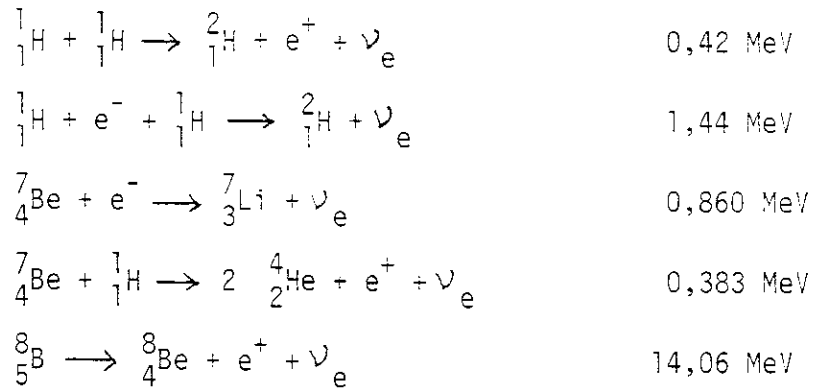 ¹₁H + ¹₁H ⟶ ²₁H + e⁺ + νₑ 0,42 MeV
¹₁H + e⁻ + ¹₁H ⟶ ²₁H + νₑ 1,44 MeV
⁷₄Be + e⁻ ⟶ ⁷₃Li + νₑ 0,860 MeV
⁷₄Be + ¹₁H ⟶ 2 ⁴₂He + e⁺ + νₑ 0,383 MeV
⁸₅B ⟶ ⁸₄Be + e⁺ + νₑ 14,06 MeV